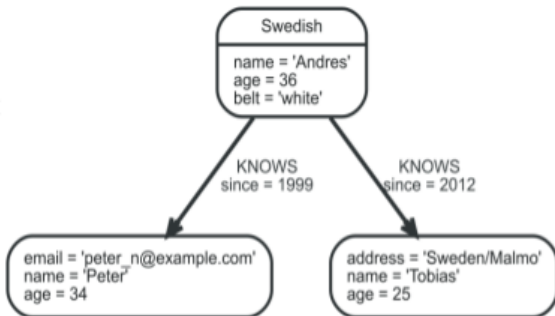 Swedish
name = 'Andres'
age = 36
belt = 'white'
KNOWS
since = 1999
KNOWS
since = 2012
email = 'peter_n@example.com'
name = 'Peter'
age = 34
address = 'Sweden/Malmo'
name = 'Tobias'
age = 25